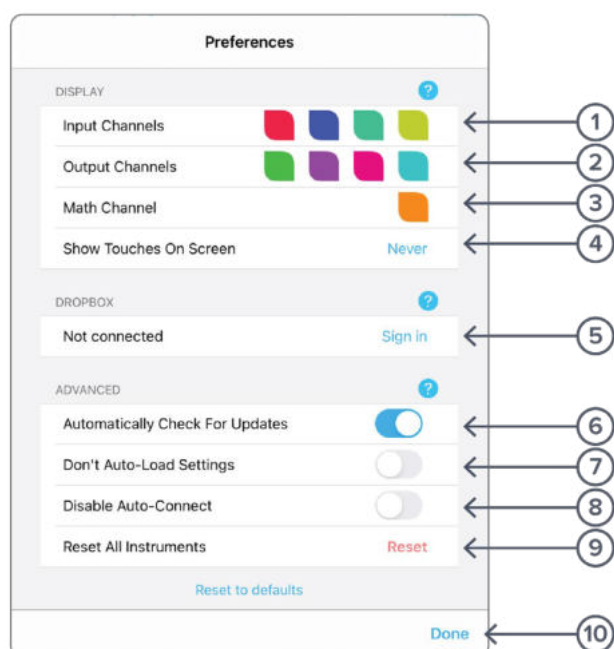 Preferences
DISPLAY ?
Input Channels 1
Output Channels 2
Math Channel 3
Show Touches On Screen Never 4
DROPBOX ?
Not connected Sign in 5
ADVANCED ?
Automatically Check For Updates 6
Don't Auto-Load Settings 7
Disable Auto-Connect 8
Reset All Instruments Reset 9
Reset to defaults
Done 10